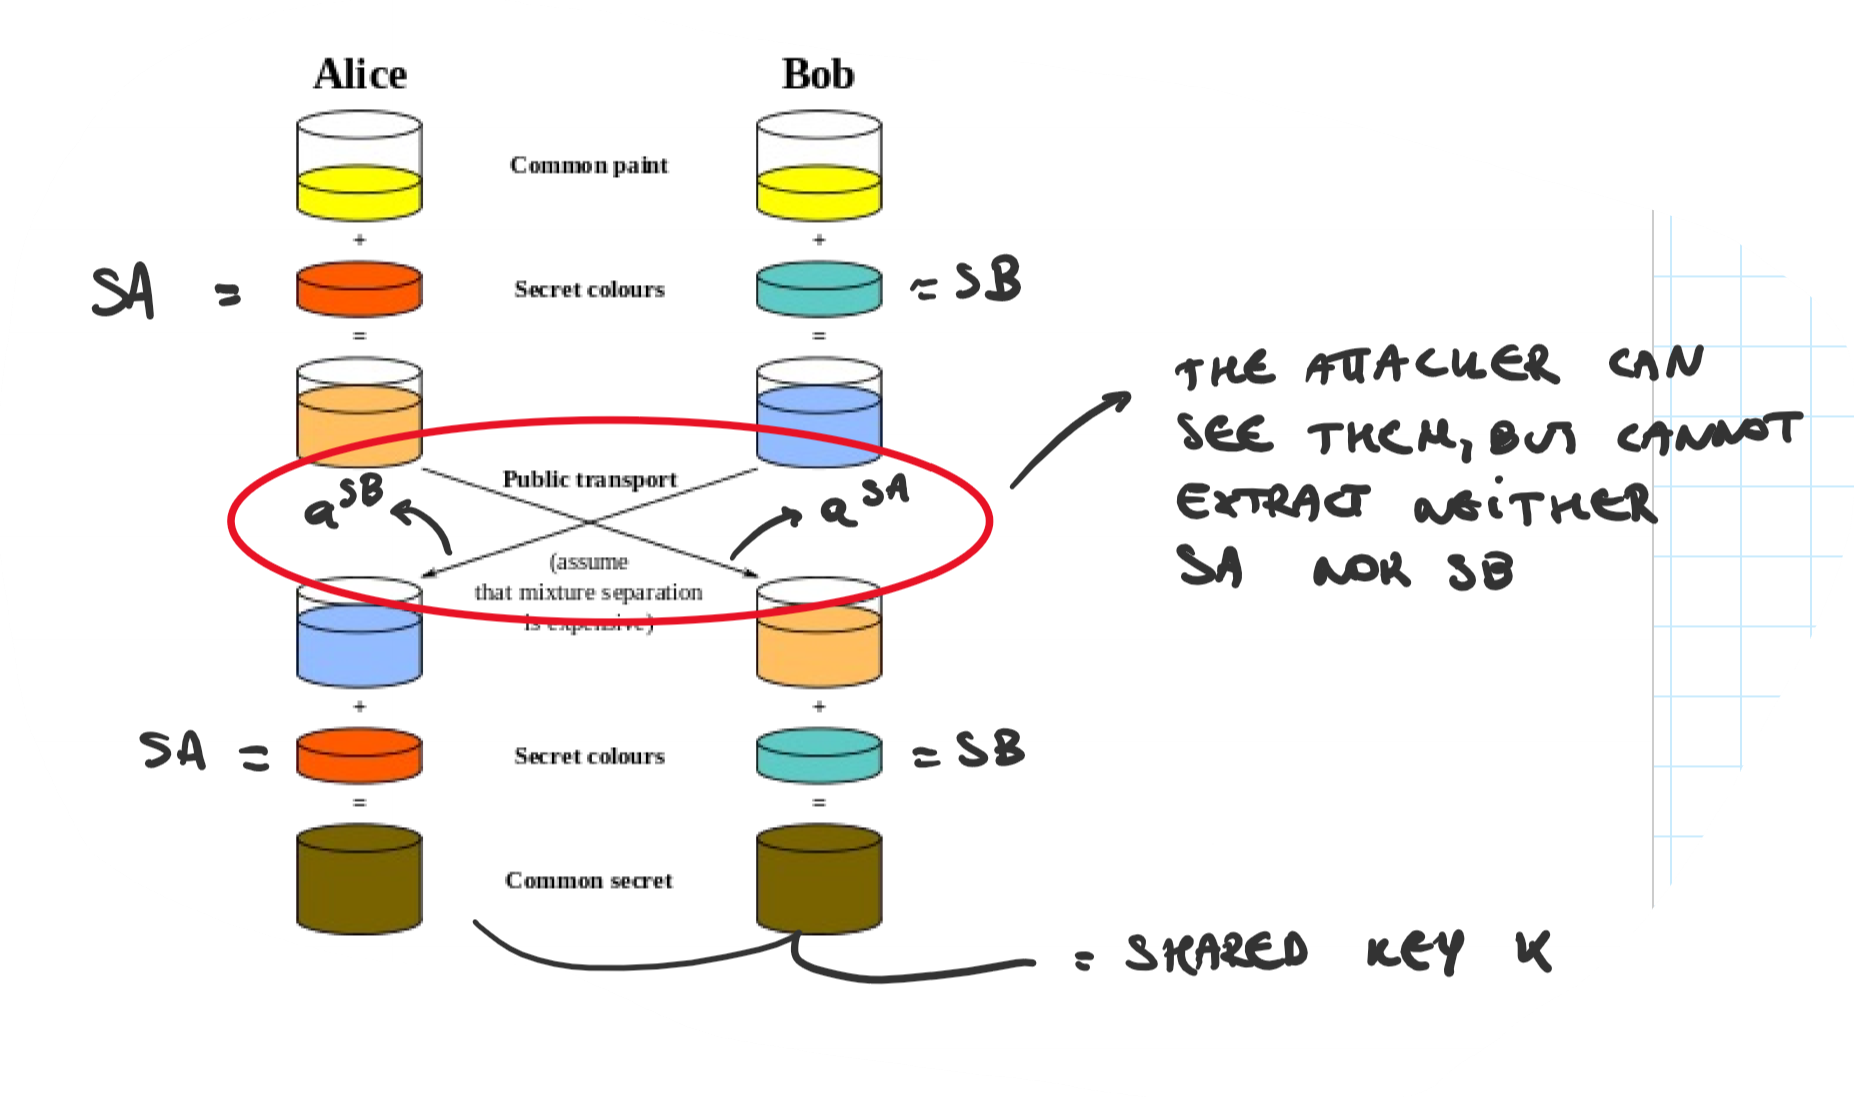 Alice Bob
Common paint
+ +
SA = Secret colours = SB
= =
THE ATTACKER CAN
SEE THEM, BUT CANNOT
EXTRACT NEITHER
SA NOR SB
Public transport
a^SB a^SA
(assume
that mixture separation
is expensive)
+ +
SA = Secret colours = SB
= =
Common secret
= SHARED KEY K